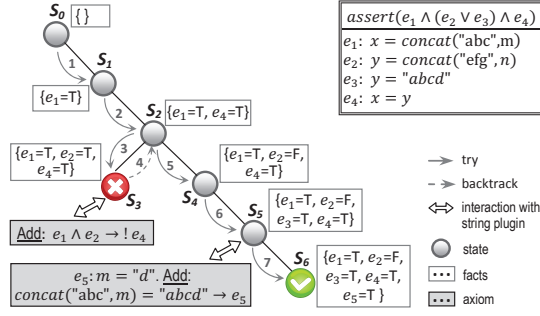 S0
{ }
1
S1
{e1=T}
2
S2
{e1=T, e4=T}
{e1=T, e2=T,
e4=T}
3
4
5
{e1=T, e2=F,
e4=T}
S3
S4
Add: e1 ∧ e2 → ! e4
6
S5
{e1=T, e2=F,
e3=T, e4=T}
e5: m = "d". Add:
concat("abc", m) = "abcd" → e5
7
S6
{e1=T, e2=F,
e3=T, e4=T,
e5=T }
assert(e1 ∧ (e2 ∨ e3) ∧ e4)
e1: x = concat("abc",m)
e2: y = concat("efg", n)
e3: y = "abcd"
e4: x = y
try
backtrack
interaction with
string plugin
state
facts
axiom